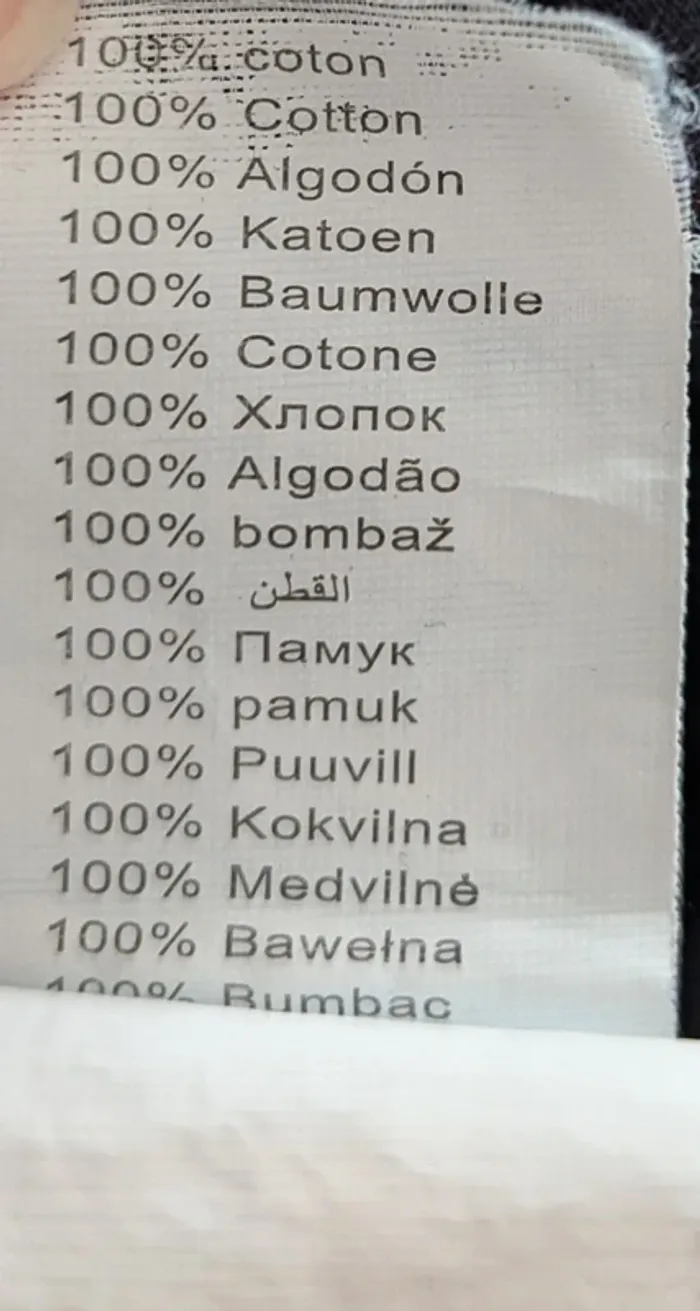 100% coton
100% Cotton
100% Algodón
100% Katoen
100% Baumwolle
100% Cotone
100% Хлопок
100% Algodão
100% bombaž
100% القطن
100% Памук
100% pamuk
100% Puuvill
100% Kokvilna
100% Medvilnė
100% Bawełna
100% Bumbac